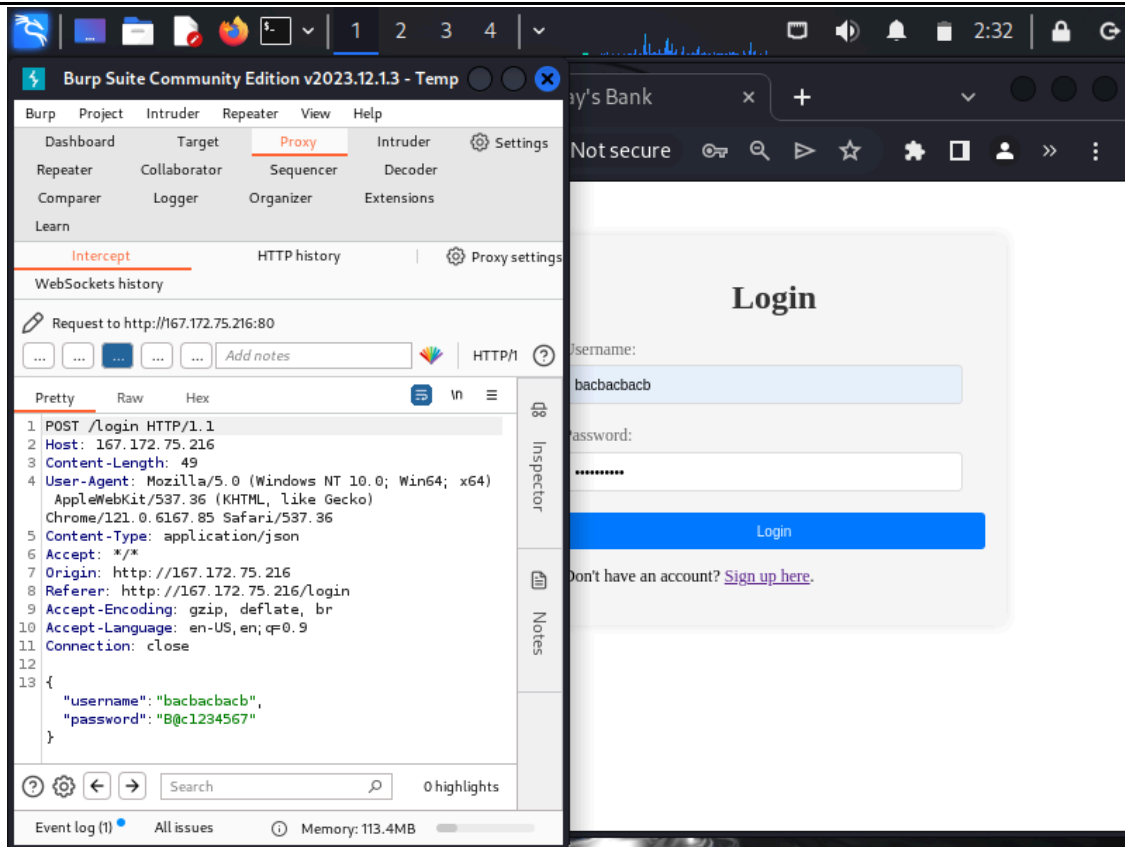 1 2 3 4 2:32
Burp Suite Community Edition v2023.12.1.3 - Temp
Burp Project Intruder Repeater View Help
Dashboard Target Proxy Intruder Settings
Repeater Collaborator Sequencer Decoder
Comparer Logger Organizer Extensions
Learn
Intercept HTTP history Proxy settings
WebSockets history
Request to http://167.172.75.216:80
... ... ... ... ... Add notes HTTP/1 ?
Pretty Raw Hex \n
1 POST /login HTTP/1.1
2 Host: 167.172.75.216
3 Content-Length: 49
4 User-Agent: Mozilla/5.0 (Windows NT 10.0; Win64; x64)
AppleWebKit/537.36 (KHTML, like Gecko)
Chrome/121.0.6167.85 Safari/537.36
5 Content-Type: application/json
6 Accept: */*
7 Origin: http://167.172.75.216
8 Referer: http://167.172.75.216/login
9 Accept-Encoding: gzip, deflate, br
10 Accept-Language: en-US,en;q=0.9
11 Connection: close
12
13 {
"username":"bacbacbacb",
"password":"B@c1234567"
}
Inspector
Notes
? Search 0 highlights
Event log (1) All issues Memory: 113.4MB
ay's Bank
Not secure
Login
Username:
bacbacbacb
Password:
••••••••••
Login
Don't have an account? Sign up here.